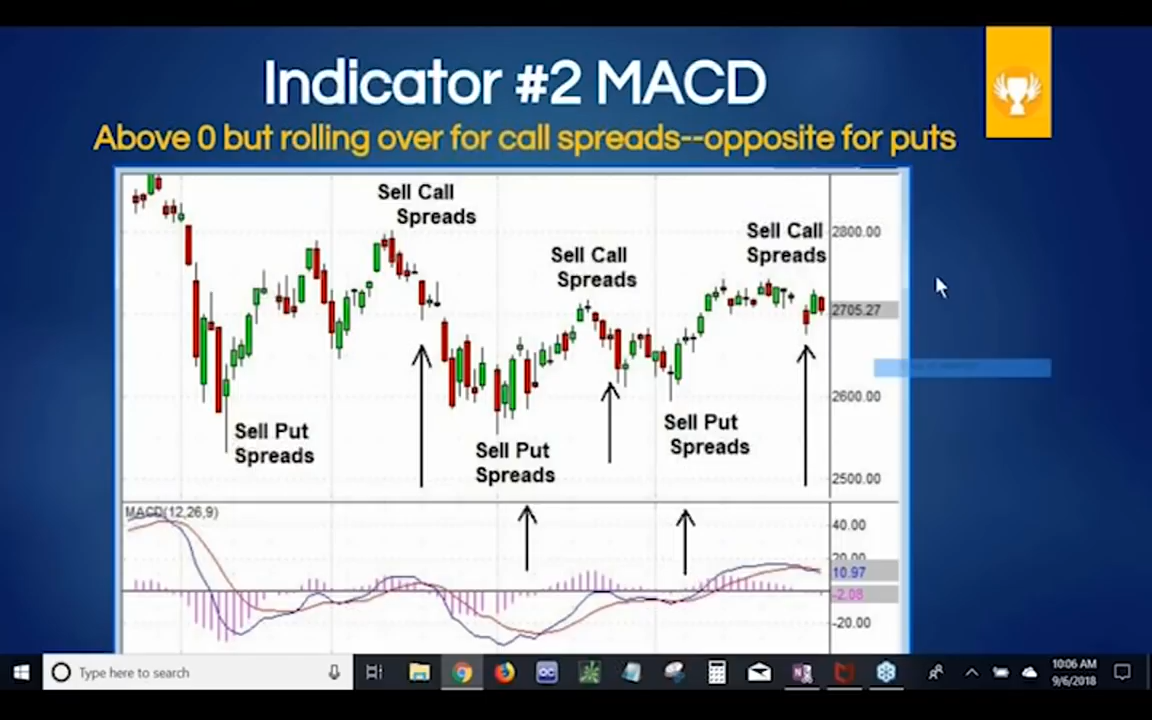 Indicator #2 MACD
Above 0 but rolling over for call spreads--opposite for puts
Sell Call
Spreads
Sell Call
Spreads
Sell Call
Spreads
2800.00
2705.27
2600.00
Sell Put
Spreads
Sell Put
Spreads
Sell Put
Spreads
2500.00
MACD(12,26,9)
40.00
20.00
10.97
-2.08
-20.00
Type here to search
10:06 AM
9/6/2018